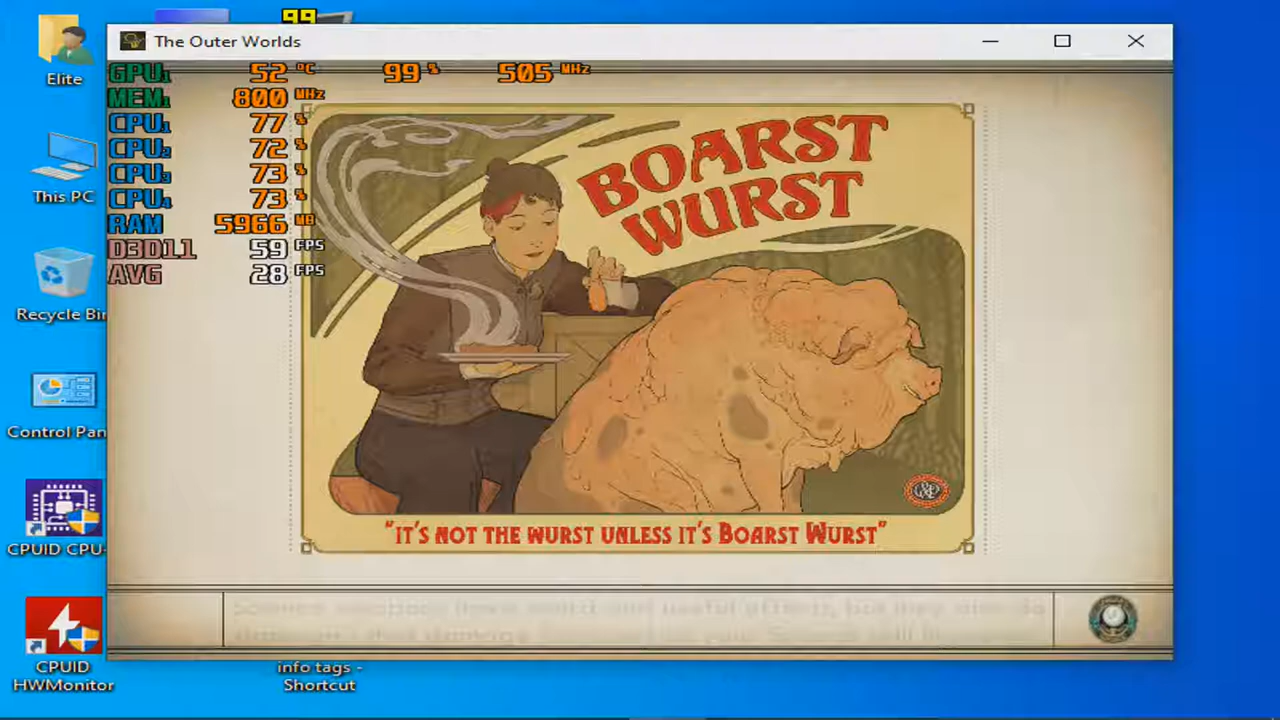 99
Elite
This PC
Recycle Bin
Control Pan
CPUID CPU-
CPUID
HWMonitor
info tags -
Shortcut
The Outer Worlds
GPU1 52 °C 99 % 505 MHz
MEM1 800 MHz
CPU1 77 %
CPU2 72 %
CPU3 73 %
CPU4 73 %
RAM 5966 MB
D3D11 59 FPS
AVG 28 FPS
BOARST
WURST
"IT'S NOT THE WURST UNLESS IT'S BOARST WURST"